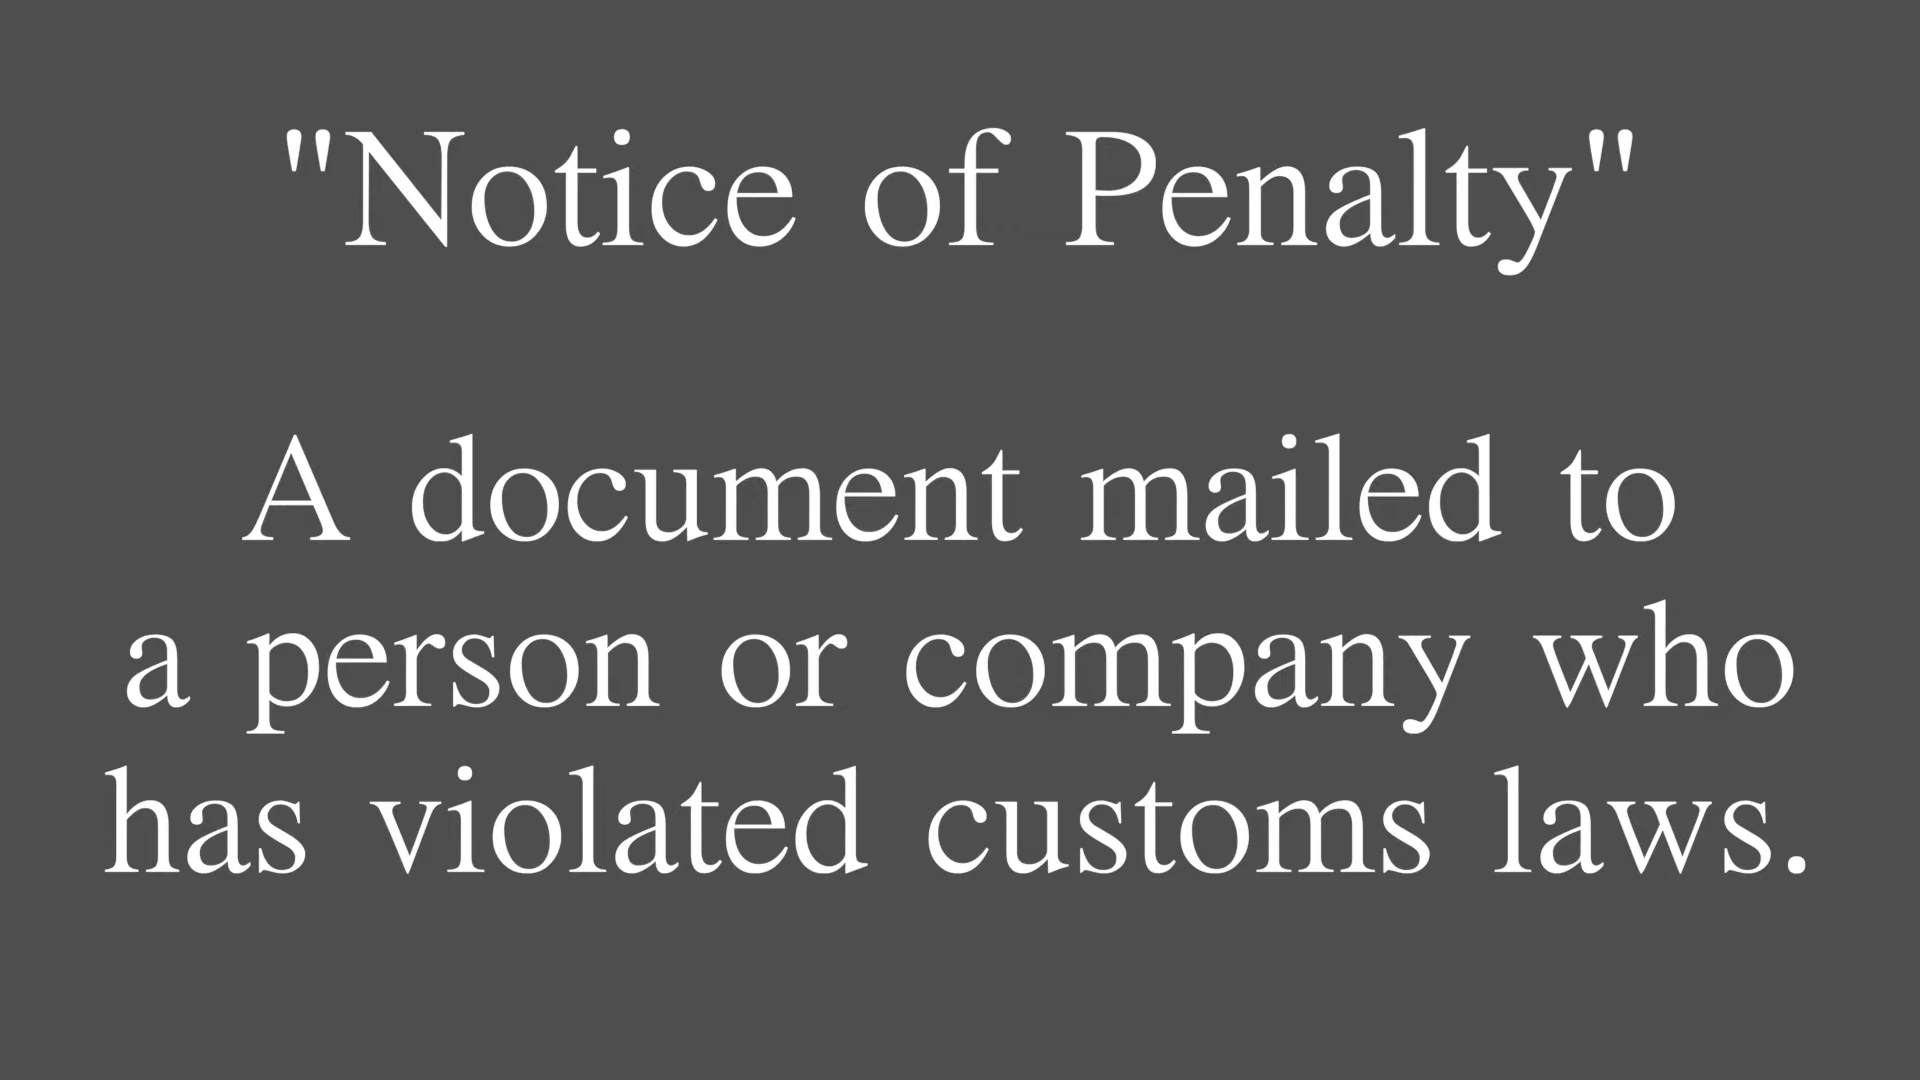 "Notice of Penalty"
A document mailed to
a person or company who
has violated customs laws.